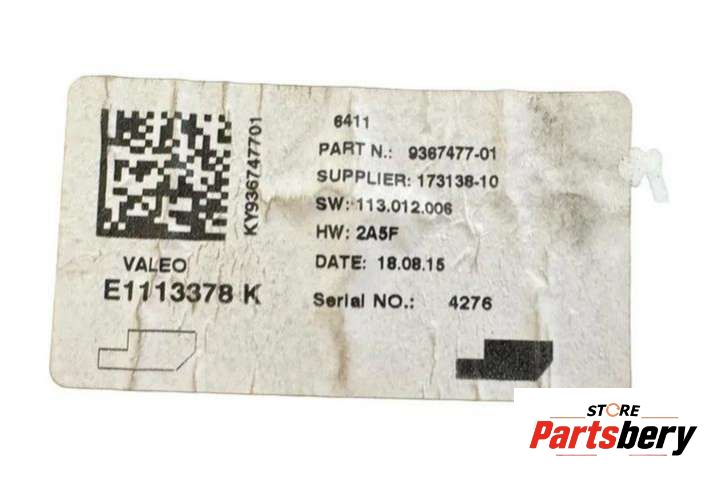 6411
PART N.: 9367477-01
SUPPLIER: 173138-10
SW: 113.012.006
HW: 2A5F
DATE: 18.08.15
Serial NO.: 4276
KY936747701
VALEO
E1113378 K
STORE
Partsbery